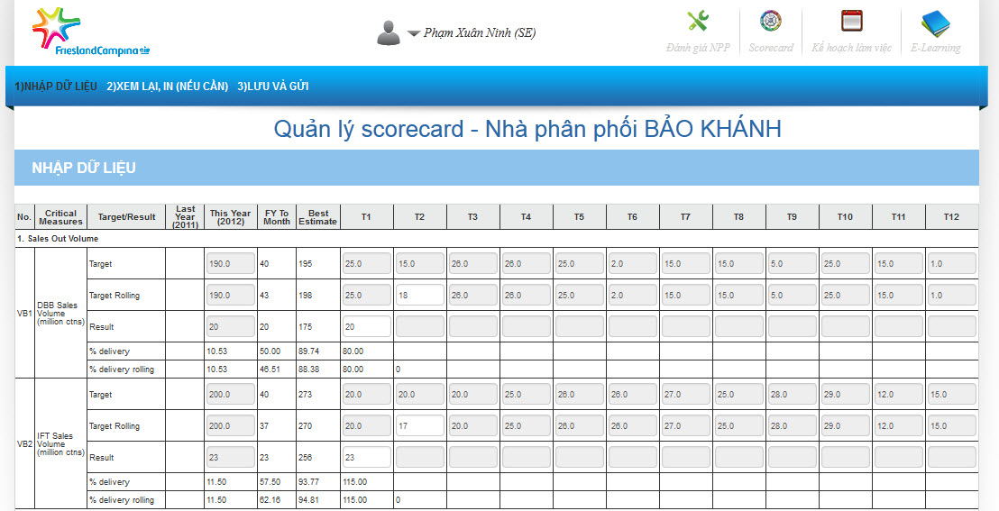 FrieslandCampina
Phạm Xuân Ninh (SE)
Đánh giá NPP Scorecard Kế hoạch làm việc E-Learning
1)NHẬP DỮ LIỆU 2)XEM LẠI, IN (NẾU CẦN) 3)LƯU VÀ GỬI
Quản lý scorecard - Nhà phân phối BẢO KHÁNH
NHẬP DỮ LIỆU
No. Critical Measures Target/Result Last Year (2011) This Year (2012) FY To Month Best Estimate T1 T2 T3 T4 T5 T6 T7 T8 T9 T10 T11 T12
1. Sales Out Volume
VB1 DBB Sales Volume (million ctns)
Target 190.0 40 195 25.0 15.0 26.0 26.0 25.0 2.0 15.0 15.0 5.0 25.0 15.0 1.0
Target Rolling 190.0 43 198 25.0 18 26.0 26.0 25.0 2.0 15.0 15.0 5.0 25.0 15.0 1.0
Result 20 20 175 20
% delivery 10.53 50.00 89.74 80.00
% delivery rolling 10.53 46.51 88.38 80.00 0
VB2 IFT Sales Volume (million ctns)
Target 200.0 40 273 20.0 20.0 20.0 25.0 26.0 26.0 27.0 25.0 28.0 29.0 12.0 15.0
Target Rolling 200.0 37 270 20.0 17 20.0 25.0 26.0 26.0 27.0 25.0 28.0 29.0 12.0 15.0
Result 23 23 256 23
% delivery 11.50 57.50 93.77 115.00
% delivery rolling 11.50 62.16 94.81 115.00 0